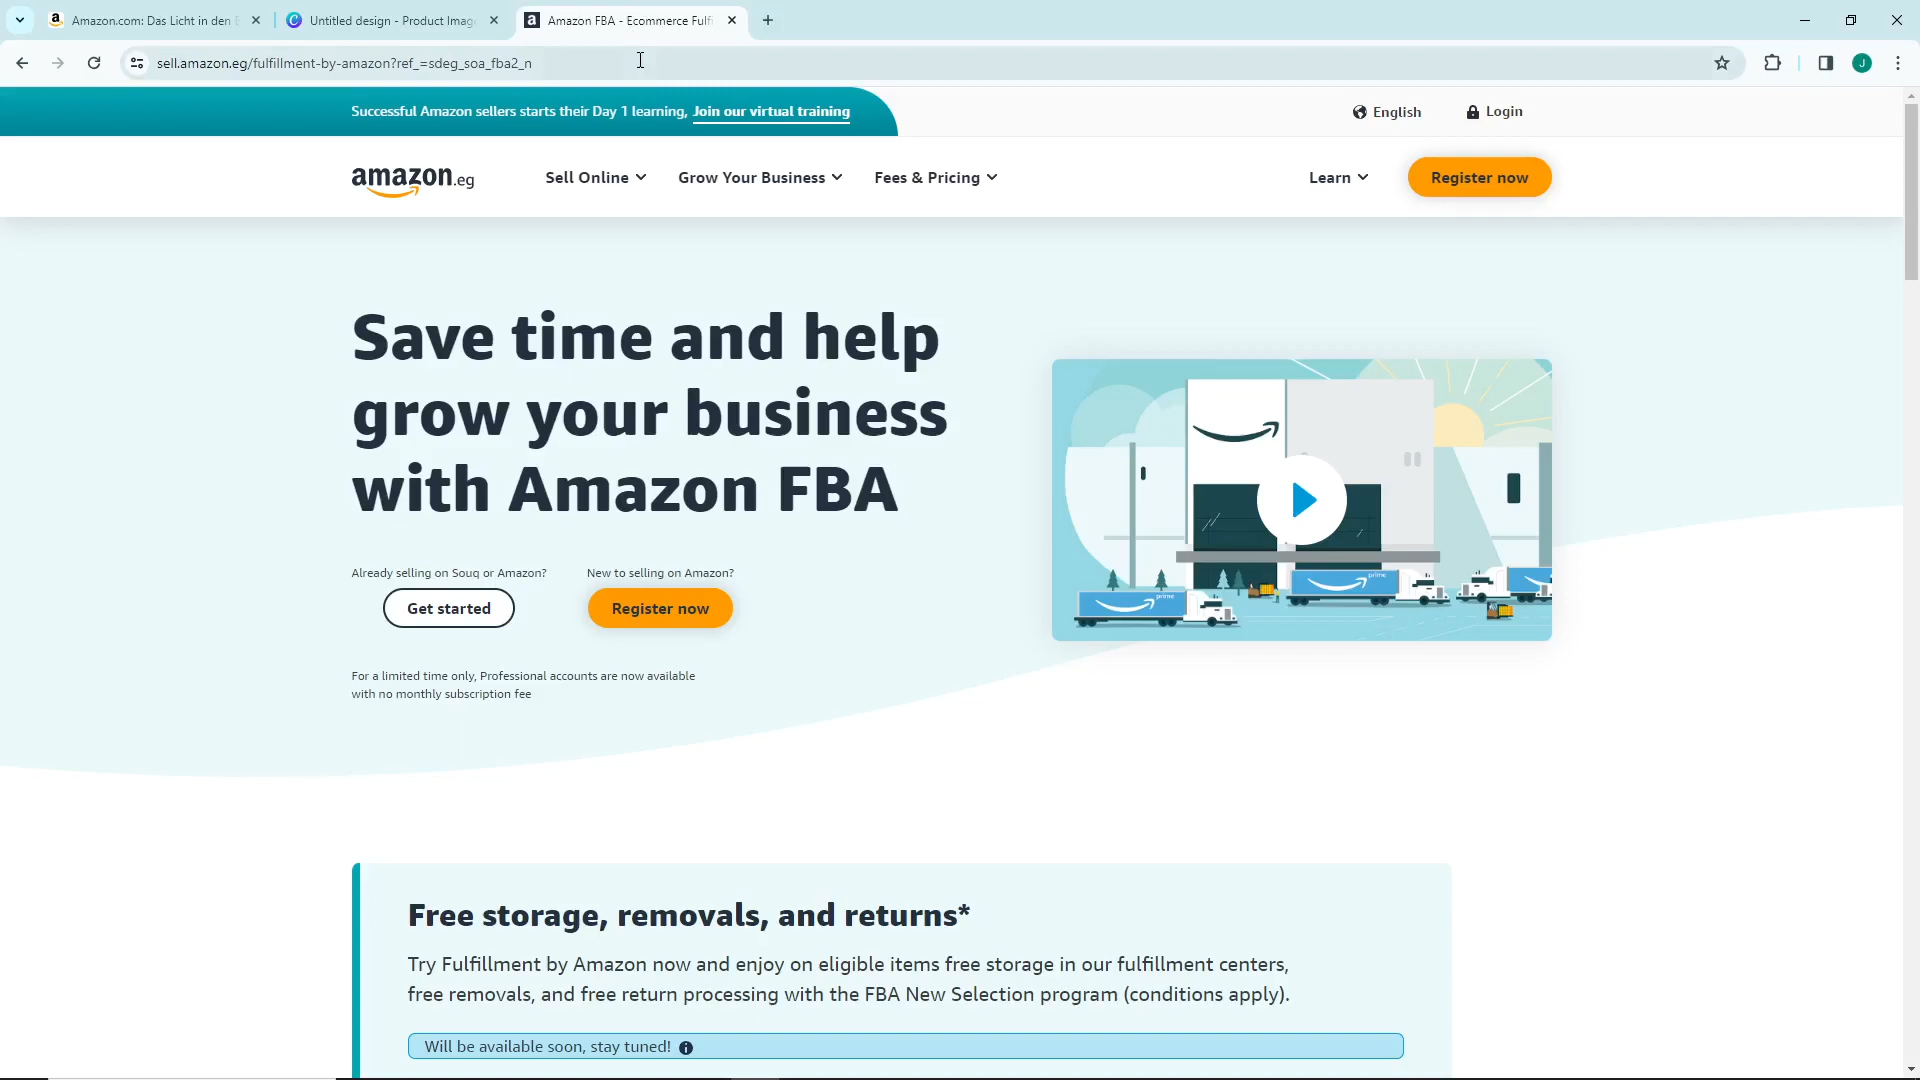 Amazon.com: Das Licht in den
Untitled design - Product Imag
Amazon FBA - Ecommerce Fulfi
sell.amazon.eg/fulfillment-by-amazon?ref_=sdeg_soa_fba2_n
J
Successful Amazon sellers starts their Day 1 learning, Join our virtual training
English
Login
amazon.eg
Sell Online
Grow Your Business
Fees & Pricing
Learn
Register now
Save time and help
grow your business
with Amazon FBA
Already selling on Souq or Amazon?
New to selling on Amazon?
Get started
Register now
For a limited time only, Professional accounts are now available
with no monthly subscription fee
prime
prime
Free storage, removals, and returns*
Try Fulfillment by Amazon now and enjoy on eligible items free storage in our fulfillment centers,
free removals, and free return processing with the FBA New Selection program (conditions apply).
Will be available soon, stay tuned!